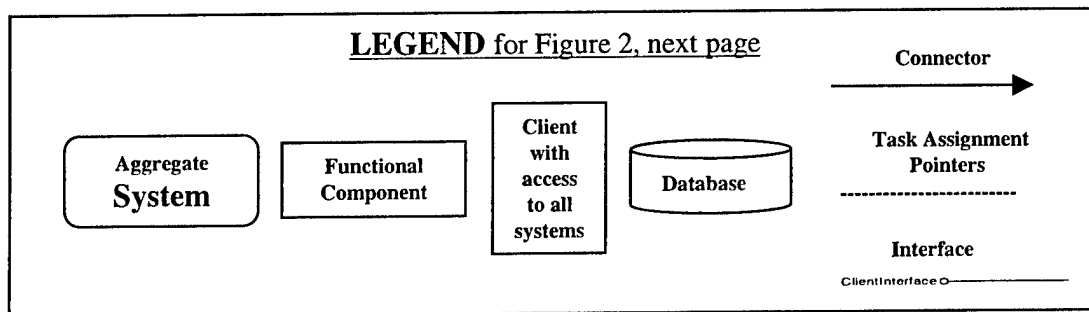 LEGEND for Figure 2, next page
Aggregate
System
Functional
Component
Client
with
access
to all
systems
Database
Connector
Task Assignment
Pointers
Interface
ClientInterface